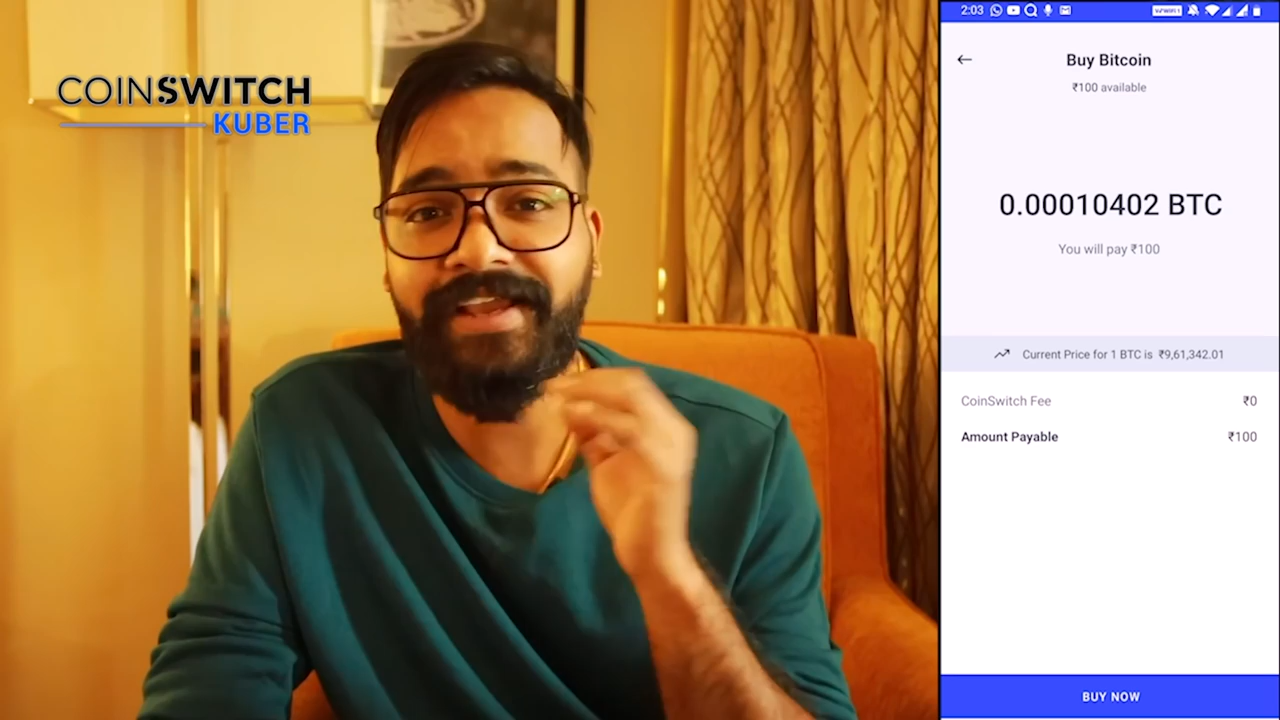 COINSWITCH
KUBER
2:03
Buy Bitcoin
₹100 available
0.00010402 BTC
You will pay ₹100
Current Price for 1 BTC is ₹9,61,342.01
CoinSwitch Fee ₹0
Amount Payable ₹100
BUY NOW